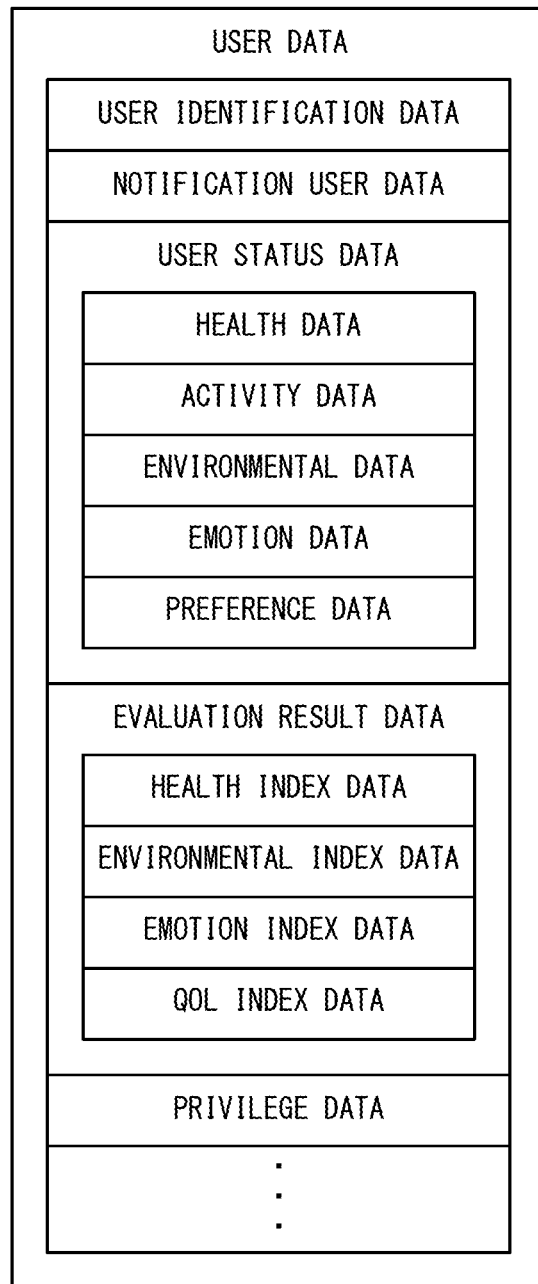 USER DATA
USER IDENTIFICATION DATA
NOTIFICATION USER DATA
USER STATUS DATA
HEALTH DATA
ACTIVITY DATA
ENVIRONMENTAL DATA
EMOTION DATA
PREFERENCE DATA
EVALUATION RESULT DATA
HEALTH INDEX DATA
ENVIRONMENTAL INDEX DATA
EMOTION INDEX DATA
QOL INDEX DATA
PRIVILEGE DATA